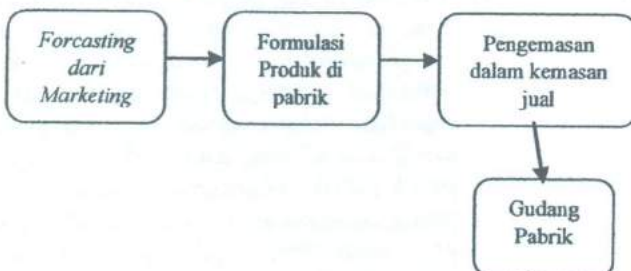 Forcasting
dari
Marketing
Formulasi
Produk di
pabrik
Pengemasan
dalam kemasan
jual
Gudang
Pabrik